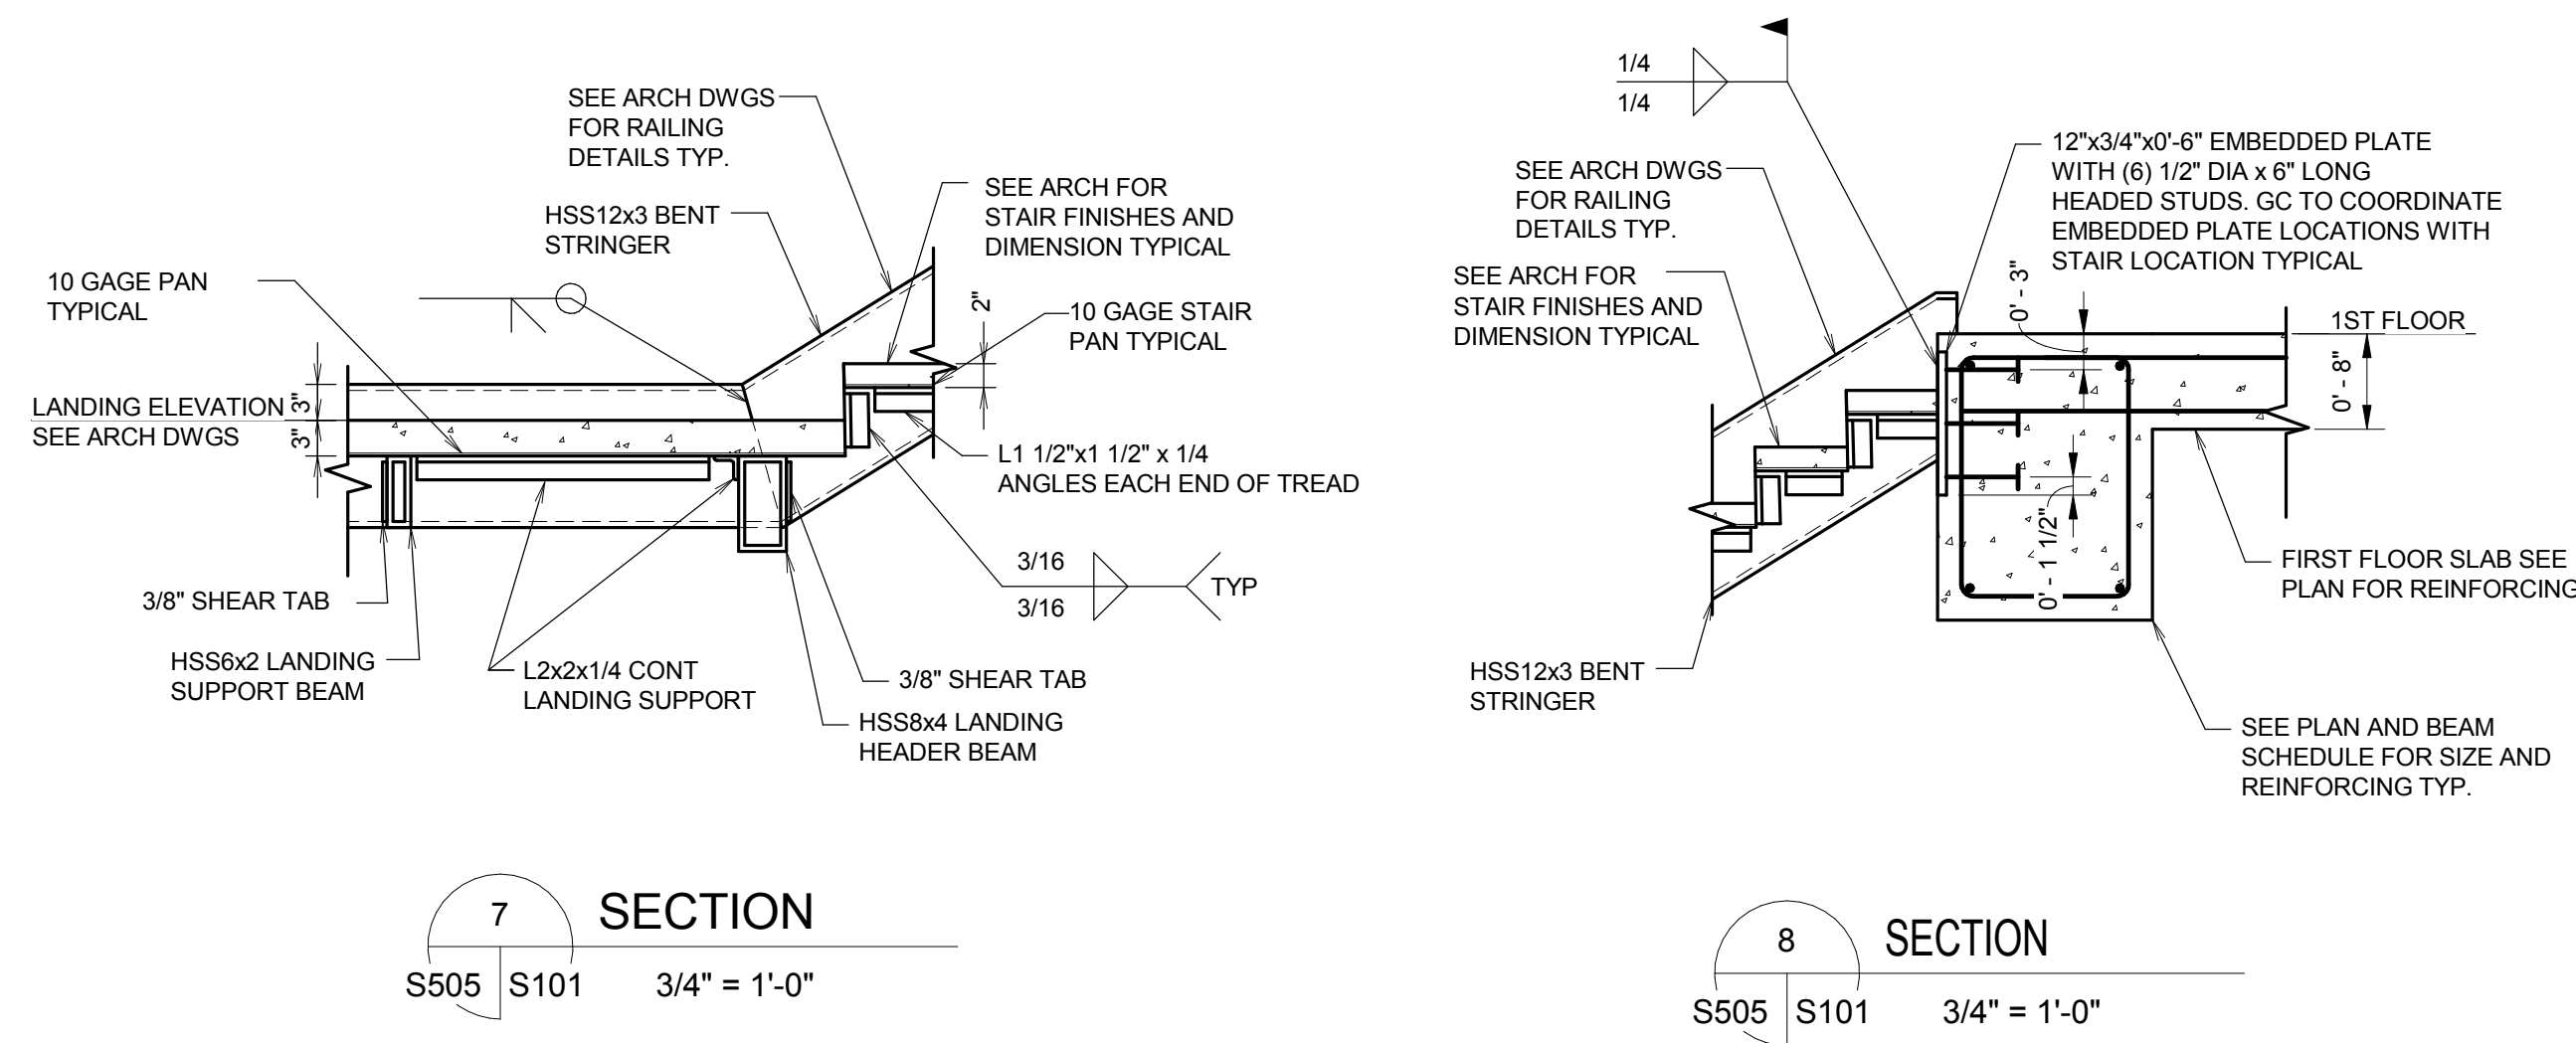 SEE ARCH DWGS
FOR RAILING
DETAILS TYP.
HSS12x3 BENT
STRINGER
SEE ARCH FOR
STAIR FINISHES AND
DIMENSION TYPICAL
10 GAGE PAN
TYPICAL
2"
10 GAGE STAIR
PAN TYPICAL
LANDING ELEVATION
SEE ARCH DWGS
3"
3"
L1 1/2"x1 1/2" x 1/4
ANGLES EACH END OF TREAD
3/16
3/16
TYP
3/8" SHEAR TAB
HSS6x2 LANDING
SUPPORT BEAM
L2x2x1/4 CONT
LANDING SUPPORT
3/8" SHEAR TAB
HSS8x4 LANDING
HEADER BEAM
7
SECTION
S505
S101
3/4" = 1'-0"
1/4
1/4
SEE ARCH DWGS
FOR RAILING
DETAILS TYP.
SEE ARCH FOR
STAIR FINISHES AND
DIMENSION TYPICAL
12"x3/4"x0'-6" EMBEDDED PLATE
WITH (6) 1/2" DIA x 6" LONG
HEADED STUDS. GC TO COORDINATE
EMBEDDED PLATE LOCATIONS WITH
STAIR LOCATION TYPICAL
0' - 3"
1ST FLOOR
0' - 8"
0' - 1 1/2"
FIRST FLOOR SLAB SEE
PLAN FOR REINFORCING
HSS12x3 BENT
STRINGER
SEE PLAN AND BEAM
SCHEDULE FOR SIZE AND
REINFORCING TYP.
8
SECTION
S505
S101
3/4" = 1'-0"